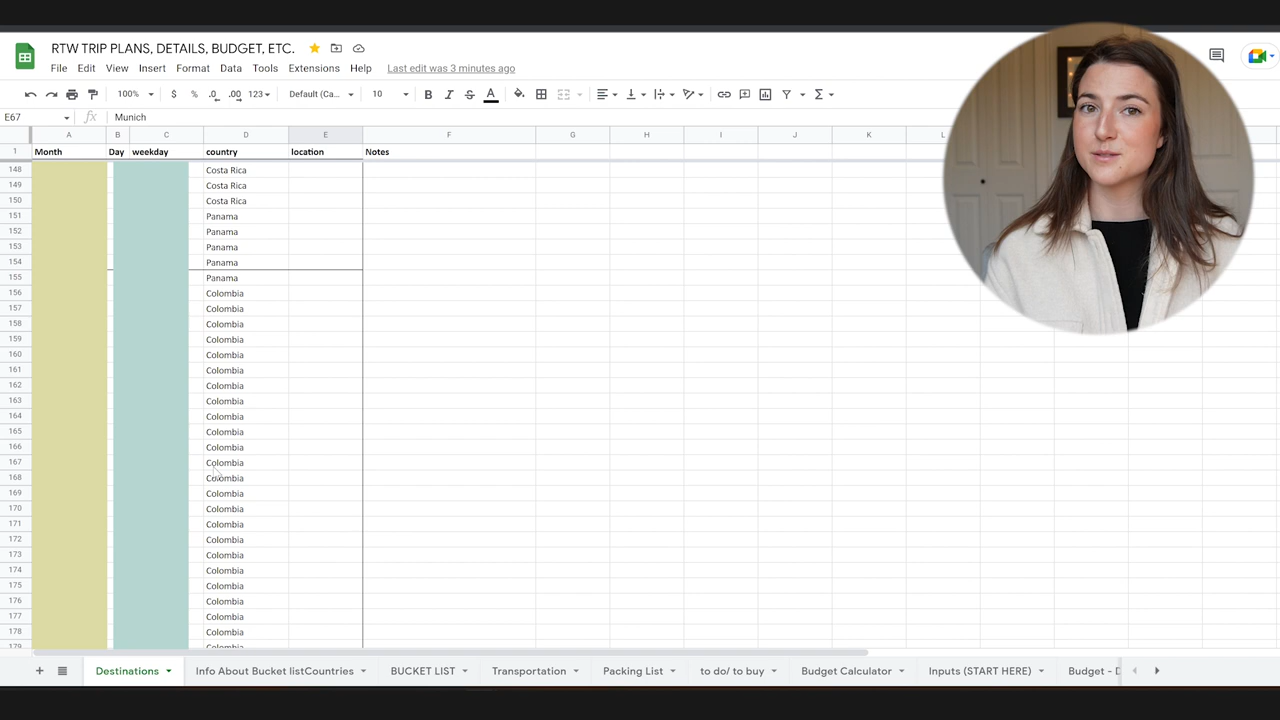 RTW TRIP PLANS, DETAILS, BUDGET, ETC.
File Edit View Insert Format Data Tools Extensions Help Last edit was 3 minutes ago
100% $ % .0 .00 123 Default (Ca... 10 B I S A
E67 fx Munich
A B C D E F G H I J K L
1 Month Day weekday country location Notes
148 Costa Rica
149 Costa Rica
150 Costa Rica
151 Panama
152 Panama
153 Panama
154 Panama
155 Panama
156 Colombia
157 Colombia
158 Colombia
159 Colombia
160 Colombia
161 Colombia
162 Colombia
163 Colombia
164 Colombia
165 Colombia
166 Colombia
167 Colombia
168 Colombia
169 Colombia
170 Colombia
171 Colombia
172 Colombia
173 Colombia
174 Colombia
175 Colombia
176 Colombia
177 Colombia
178 Colombia
179 Colombia
Destinations Info About Bucket listCountries BUCKET LIST Transportation Packing List to do/ to buy Budget Calculator Inputs (START HERE) Budget -